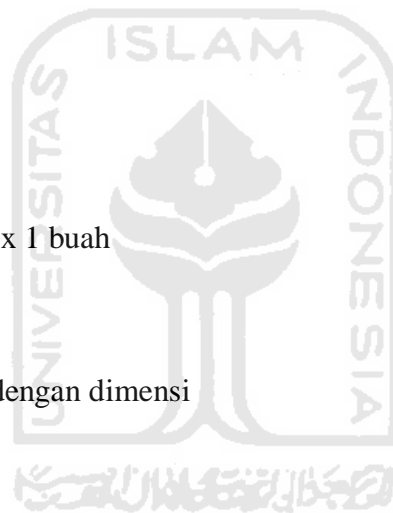 ISLAM
UNIVERSITAS
INDONESIA
x 1 buah
dengan dimensi